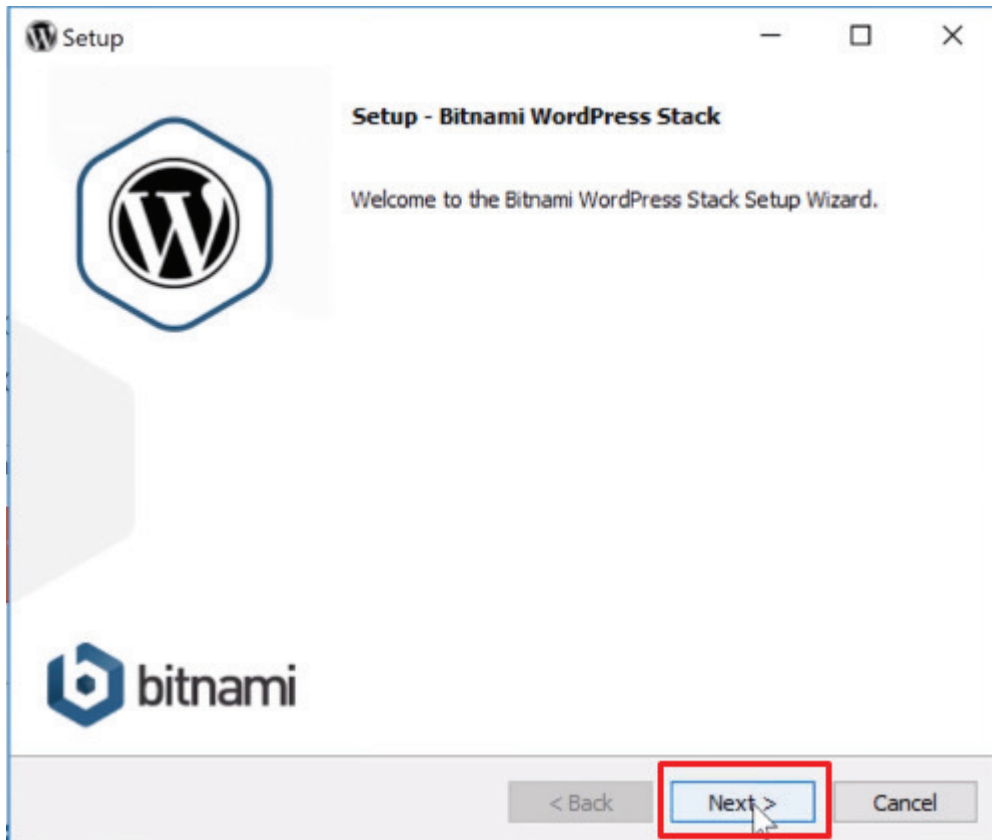 Setup
Setup - Bitnami WordPress Stack
Welcome to the Bitnami WordPress Stack Setup Wizard.
bitnami
< Back Next > Cancel